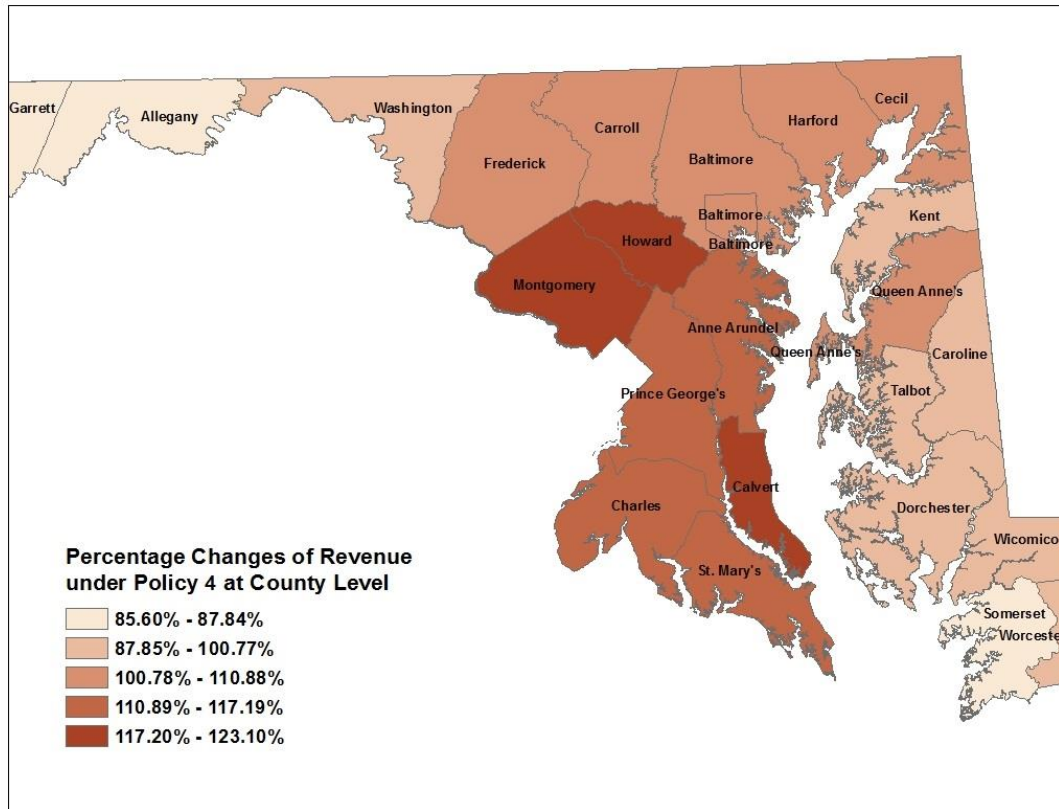 Garrett
Allegany
Washington
Frederick
Carroll
Baltimore
Harford
Cecil
Baltimore
Baltimore
Kent
Howard
Montgomery
Queen Anne's
Anne Arundel
Queen Anne's
Caroline
Talbot
Prince George's
Calvert
Charles
Dorchester
Wicomico
St. Mary's
Somerset
Worceste
Percentage Changes of Revenue
under Policy 4 at County Level
85.60% - 87.84%
87.85% - 100.77%
100.78% - 110.88%
110.89% - 117.19%
117.20% - 123.10%